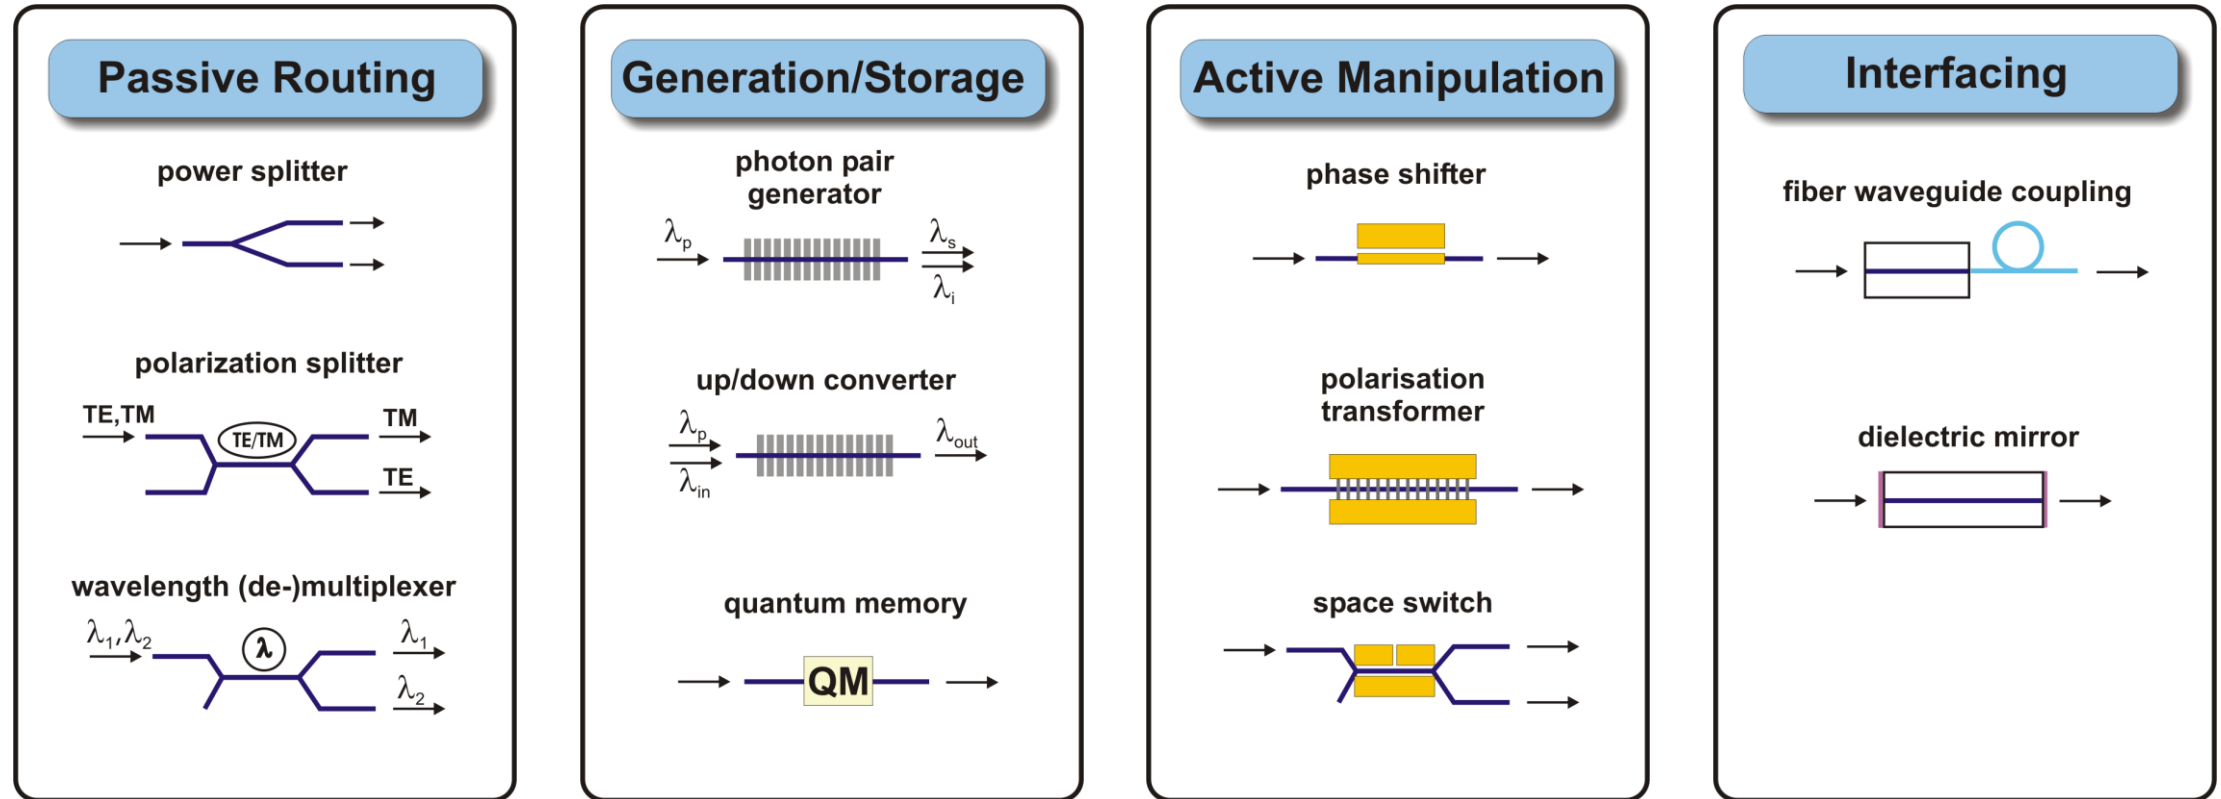 Passive Routing
power splitter
polarization splitter
TE,TM
TE/TM
TM
TE
wavelength (de-)multiplexer
λ₁,λ₂
λ
λ₁
λ₂
Generation/Storage
photon pair
generator
λₚ
λₛ
λᵢ
up/down converter
λₚ
λin
λout
quantum memory
QM
Active Manipulation
phase shifter
polarisation
transformer
space switch
Interfacing
fiber waveguide coupling
dielectric mirror